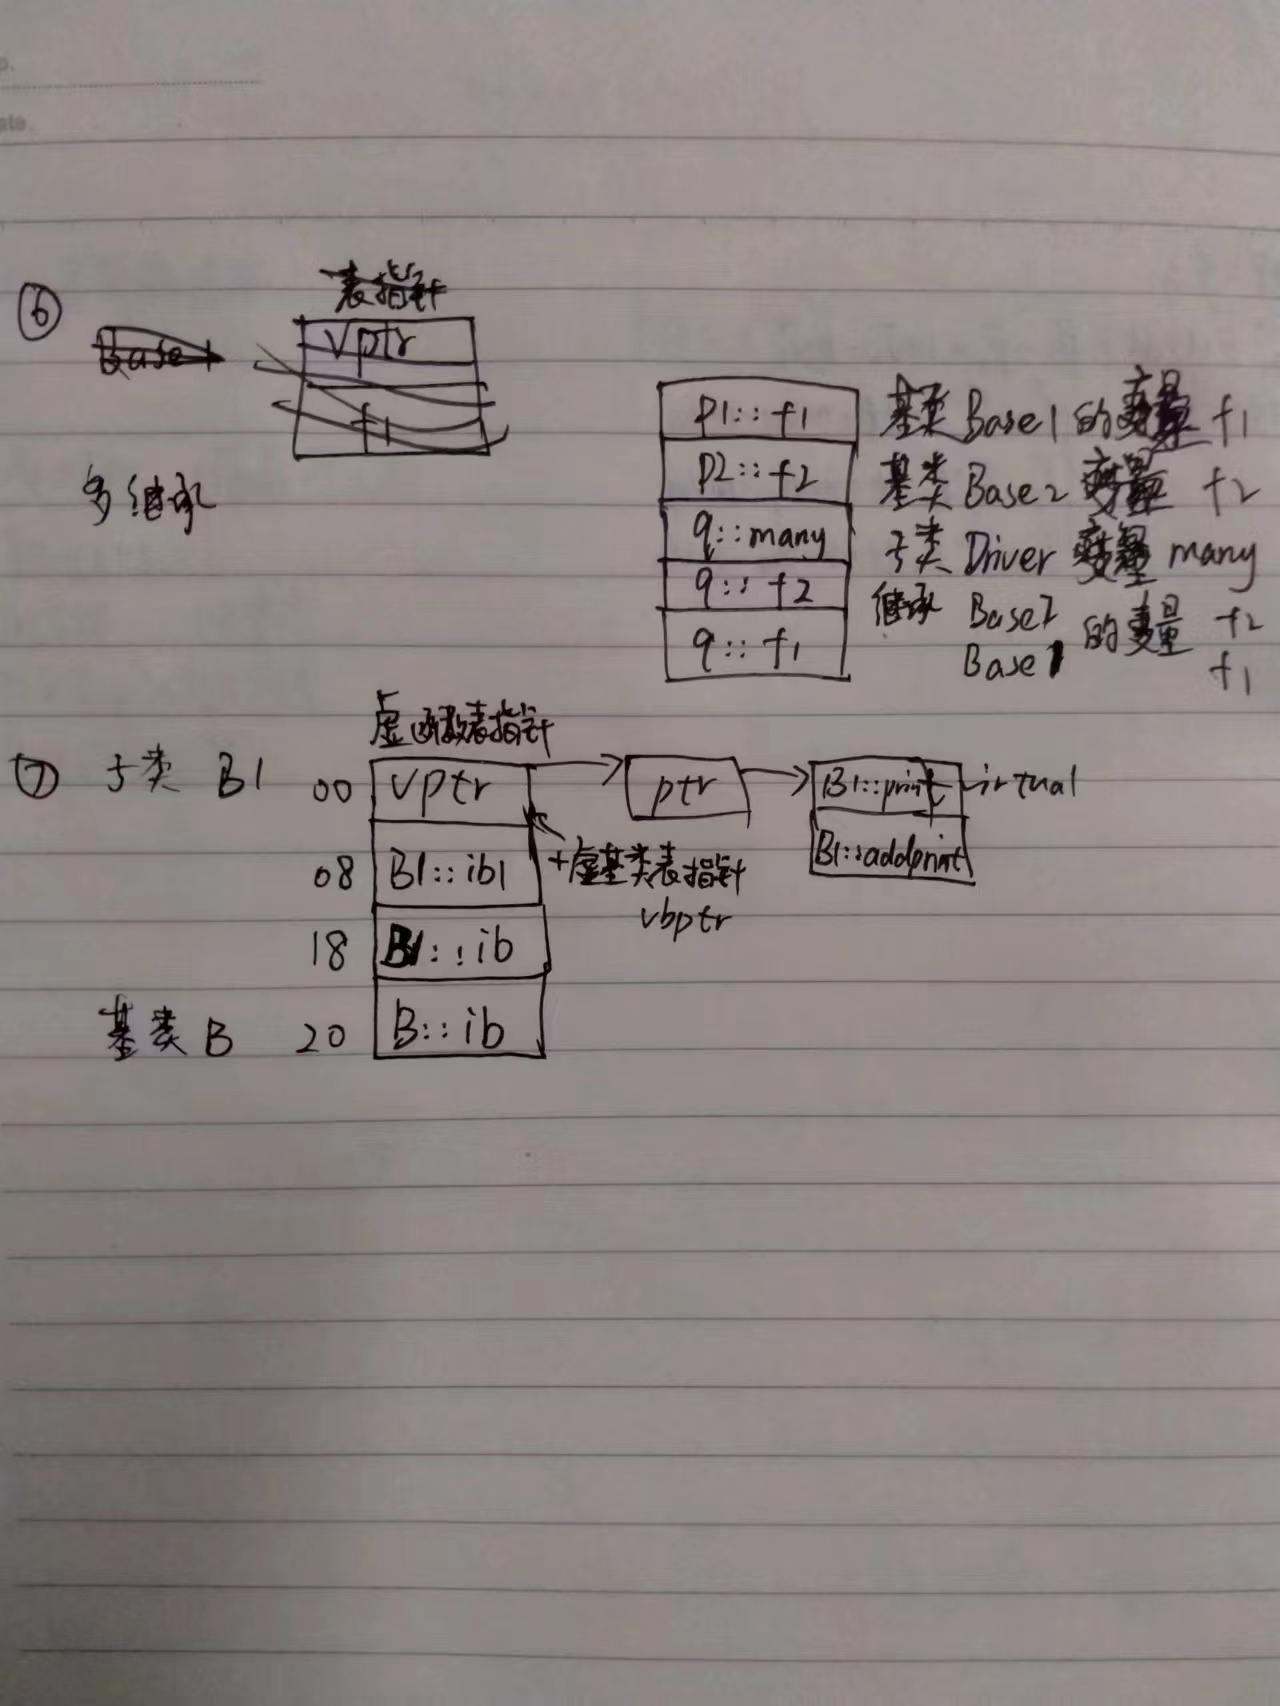 ate
⑥
表指针
Base1
vptr
f1
多继承
p1::f1 基类 Base1 的变量 f1
p2::f2 基类 Base2 变量 f2
q::many 子类 Driver 变量 many
q::f2 继承 Base2 的变量 f2
q::f1 Base1 f1
虚函数表指针
⑦ 子类 B1 00 vptr ptr B1::print virtual
08 B1::ib1 +虚基类表指针 B1::addprint
vbptr
18 B1::ib
基类 B 20 B::ib